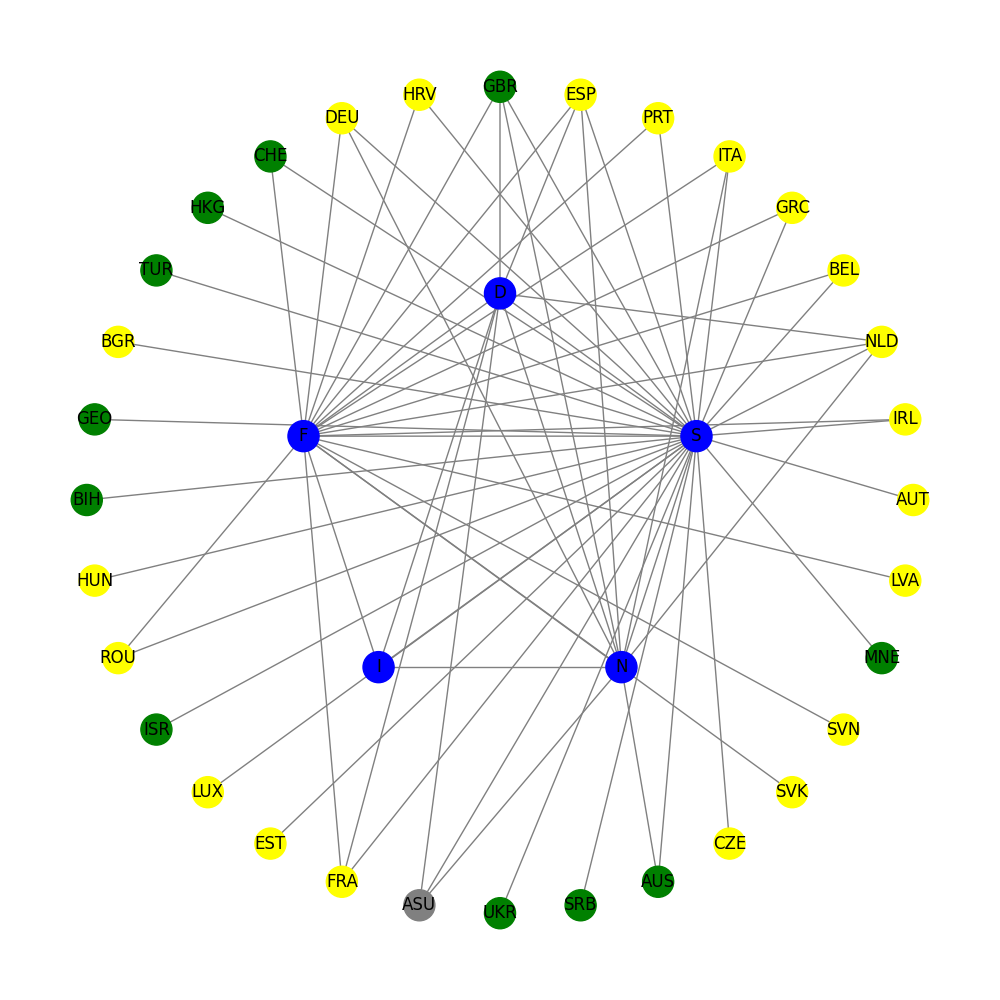 GBR
HRV
ESP
DEU
PRT
CHE
ITA
HKG
GRC
TUR
BEL
D
BGR
NLD
GEO
IRL
F
S
BIH
AUT
HUN
LVA
ROU
MNE
I
N
ISR
SVN
LUX
SVK
EST
CZE
FRA
AUS
ASU
SRB
UKR